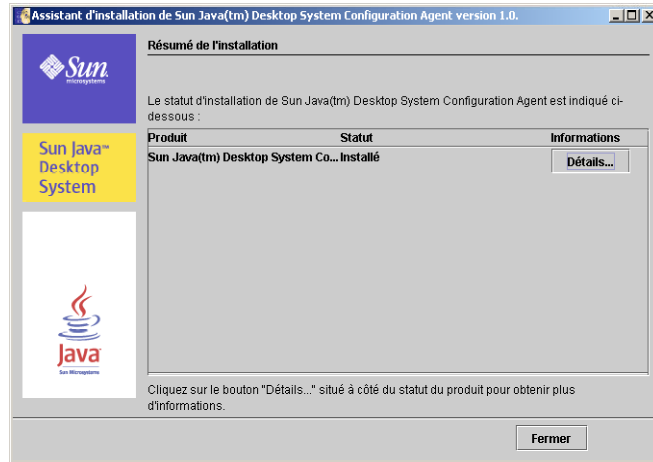 Assistant d'installation de Sun Java(tm) Desktop System Configuration Agent version 1.0.
Sun
microsystems
Sun Java™
Desktop
System
Java
Sun Microsystems
Résumé de l'installation
Le statut d'installation de Sun Java(tm) Desktop System Configuration Agent est indiqué ci-
dessous :
Produit Statut Informations
Sun Java(tm) Desktop System Co... Installé Détails...
Cliquez sur le bouton "Détails..." situé à côté du statut du produit pour obtenir plus
d'informations.
Fermer